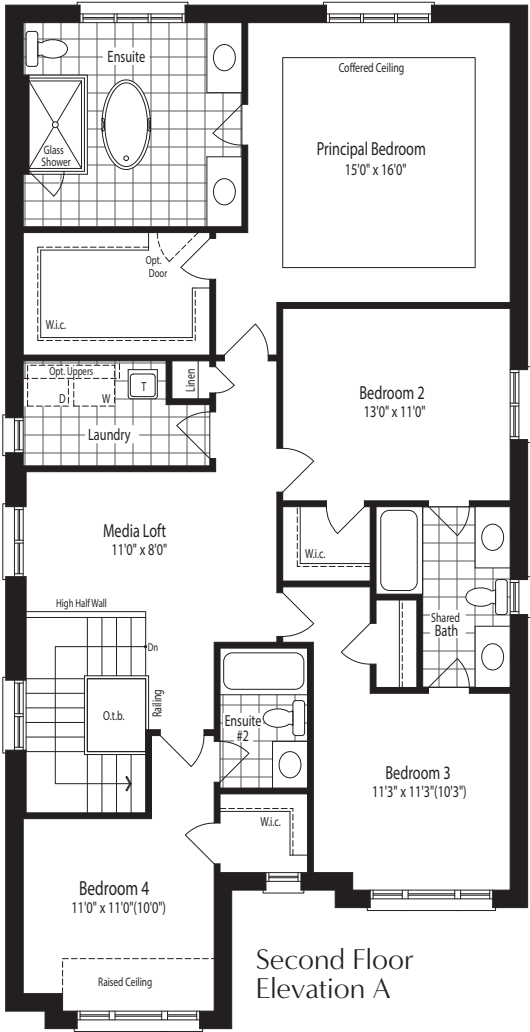 Ensuite
Coffered Ceiling
Glass
Shower
Principal Bedroom
15'0" x 16'0"
Opt.
Door
W.i.c.
Opt. Uppers
D
W
T
Linen
Laundry
Bedroom 2
13'0" x 11'0"
Media Loft
11'0" x 8'0"
W.i.c.
High Half Wall
Shared
Bath
Dn
Railing
O.t.b.
Ensuite
#2
Bedroom 3
11'3" x 11'3"(10'3")
W.i.c.
Bedroom 4
11'0" x 11'0"(10'0")
Raised Ceiling
Second Floor
Elevation A